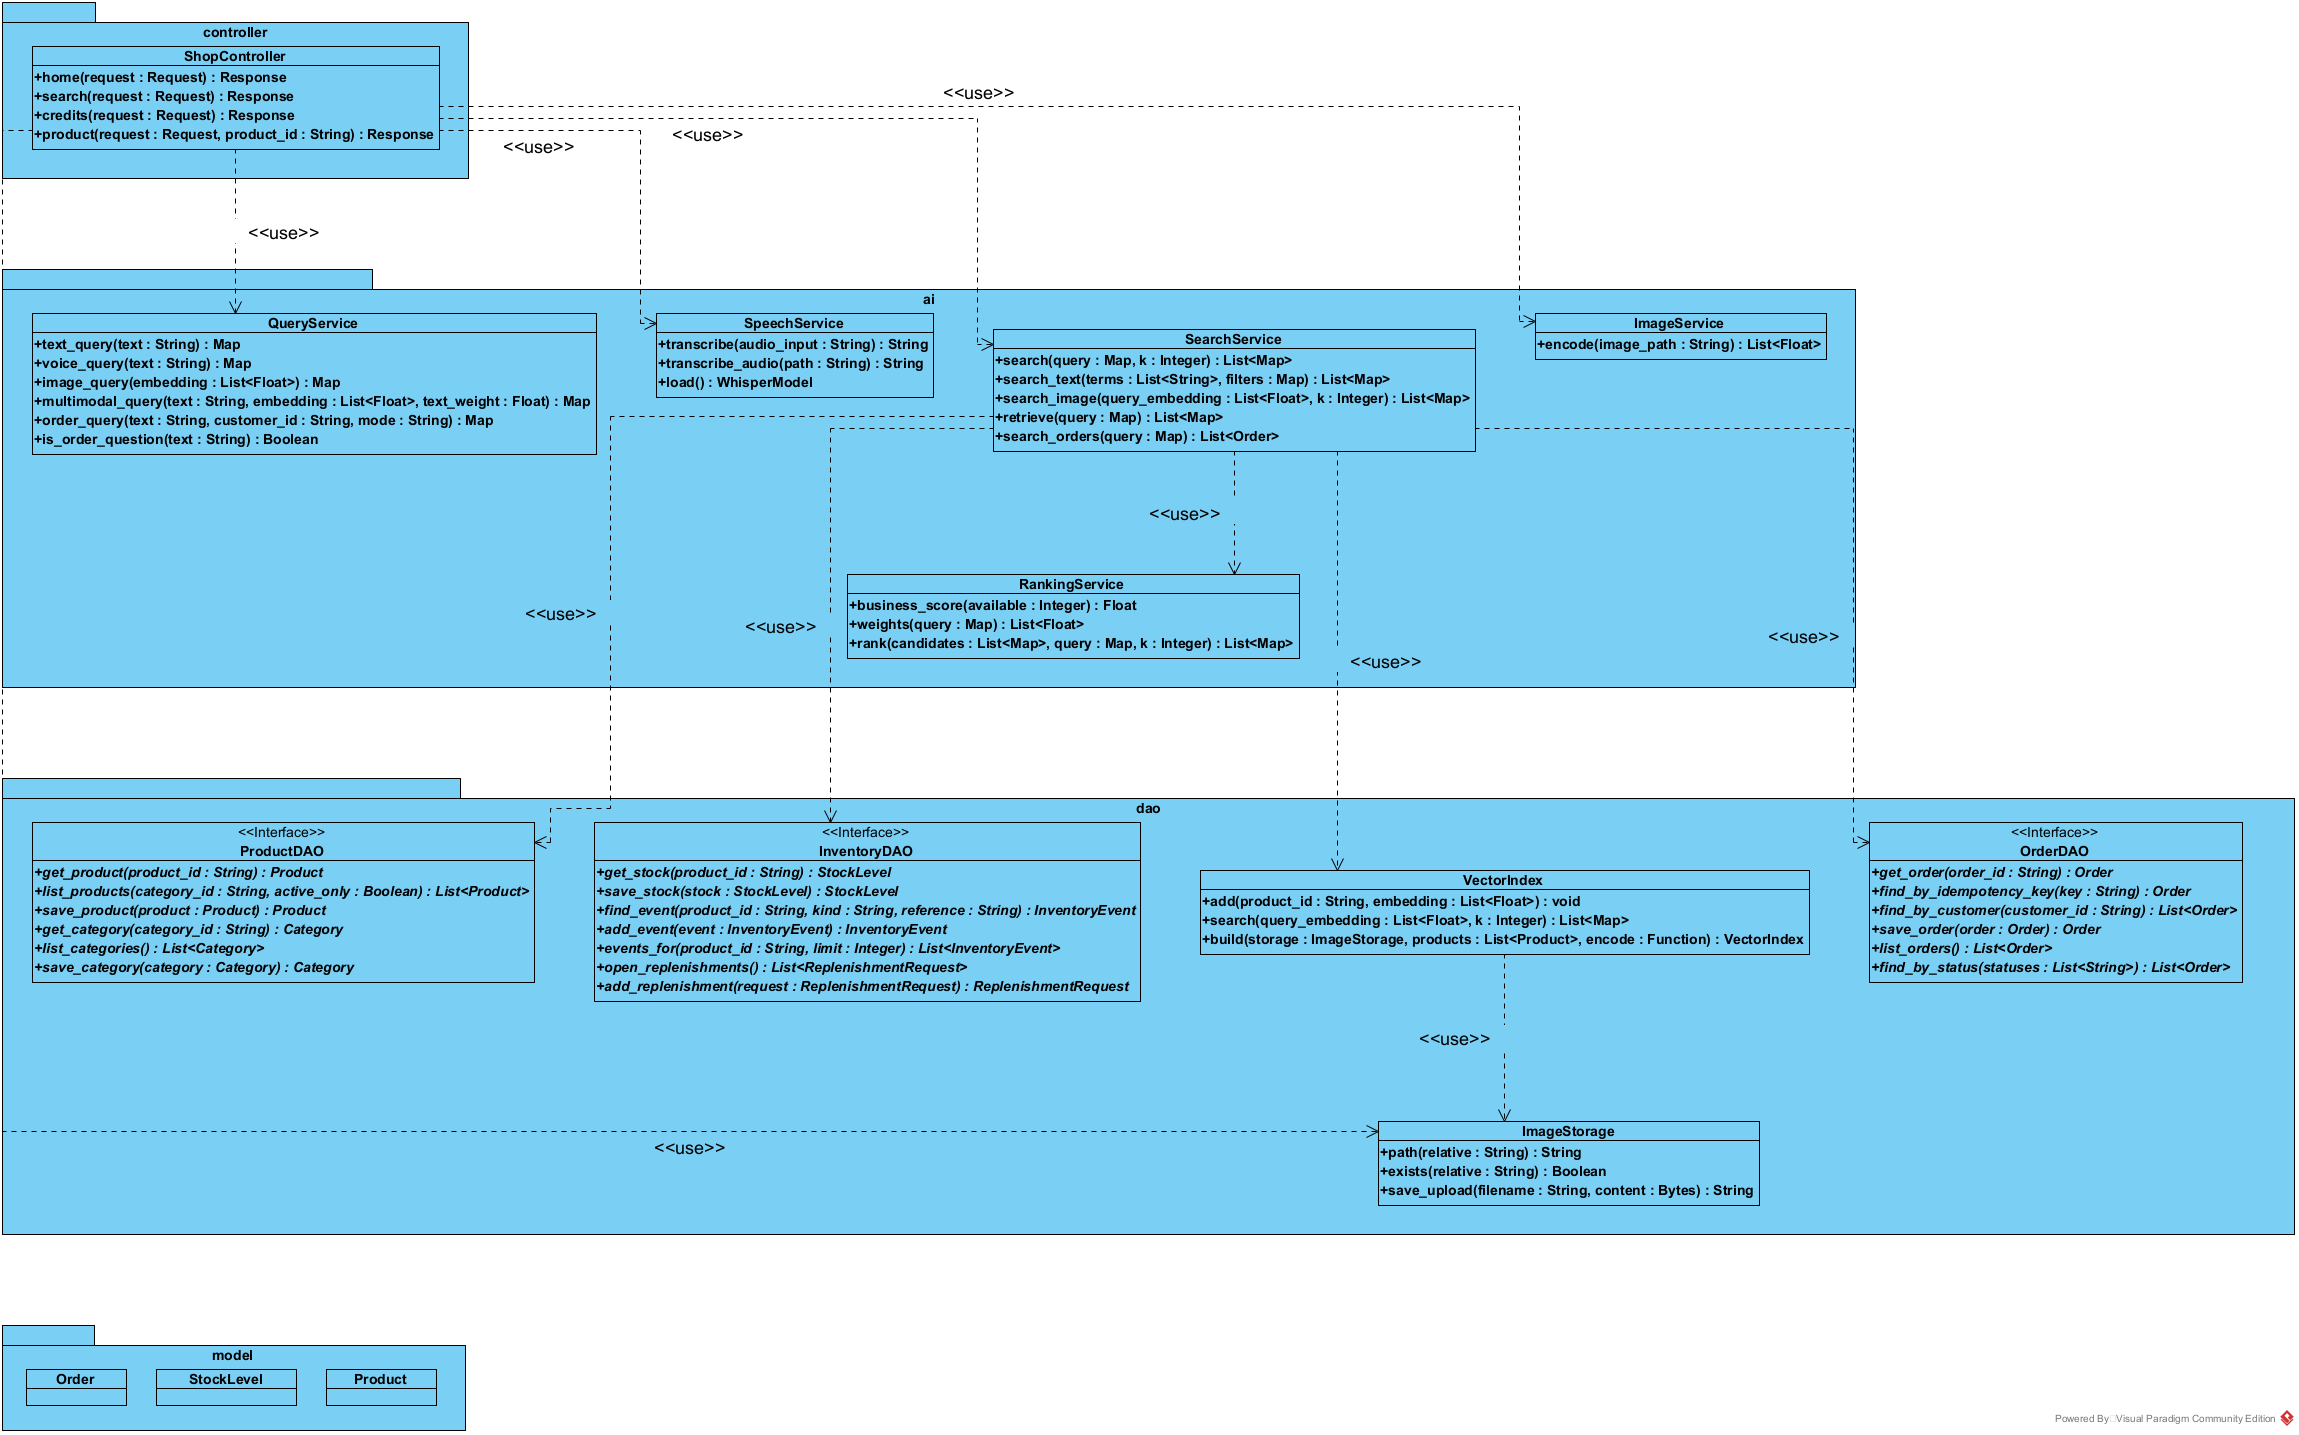 controller
ShopController
+home(request : Request) : Response
+search(request : Request) : Response
+credits(request : Request) : Response
+product(request : Request, product_id : String) : Response
<<use>>
<<use>>
<<use>>
<<use>>
ai
QueryService
+text_query(text : String) : Map
+voice_query(text : String) : Map
+image_query(embedding : List<Float>) : Map
+multimodal_query(text : String, embedding : List<Float>, text_weight : Float) : Map
+order_query(text : String, customer_id : String, mode : String) : Map
+is_order_question(text : String) : Boolean
SpeechService
+transcribe(audio_input : String) : String
+transcribe_audio(path : String) : String
+load() : WhisperModel
SearchService
+search(query : Map, k : Integer) : List<Map>
+search_text(terms : List<String>, filters : Map) : List<Map>
+search_image(query_embedding : List<Float>, k : Integer) : List<Map>
+retrieve(query : Map) : List<Map>
+search_orders(query : Map) : List<Order>
ImageService
+encode(image_path : String) : List<Float>
<<use>>
RankingService
+business_score(available : Integer) : Float
+weights(query : Map) : List<Float>
+rank(candidates : List<Map>, query : Map, k : Integer) : List<Map>
<<use>>
<<use>>
<<use>>
<<use>>
dao
<<Interface>>
ProductDAO
+get_product(product_id : String) : Product
+list_products(category_id : String, active_only : Boolean) : List<Product>
+save_product(product : Product) : Product
+get_category(category_id : String) : Category
+list_categories() : List<Category>
+save_category(category : Category) : Category
<<Interface>>
InventoryDAO
+get_stock(product_id : String) : StockLevel
+save_stock(stock : StockLevel) : StockLevel
+find_event(product_id : String, kind : String, reference : String) : InventoryEvent
+add_event(event : InventoryEvent) : InventoryEvent
+events_for(product_id : String, limit : Integer) : List<InventoryEvent>
+open_replenishments() : List<ReplenishmentRequest>
+add_replenishment(request : ReplenishmentRequest) : ReplenishmentRequest
VectorIndex
+add(product_id : String, embedding : List<Float>) : void
+search(query_embedding : List<Float>, k : Integer) : List<Map>
+build(storage : ImageStorage, products : List<Product>, encode : Function) : VectorIndex
<<Interface>>
OrderDAO
+get_order(order_id : String) : Order
+find_by_idempotency_key(key : String) : Order
+find_by_customer(customer_id : String) : List<Order>
+save_order(order : Order) : Order
+list_orders() : List<Order>
+find_by_status(statuses : List<String>) : List<Order>
<<use>>
<<use>>
ImageStorage
+path(relative : String) : String
+exists(relative : String) : Boolean
+save_upload(filename : String, content : Bytes) : String
model
Order
StockLevel
Product
Powered By Visual Paradigm Community Edition